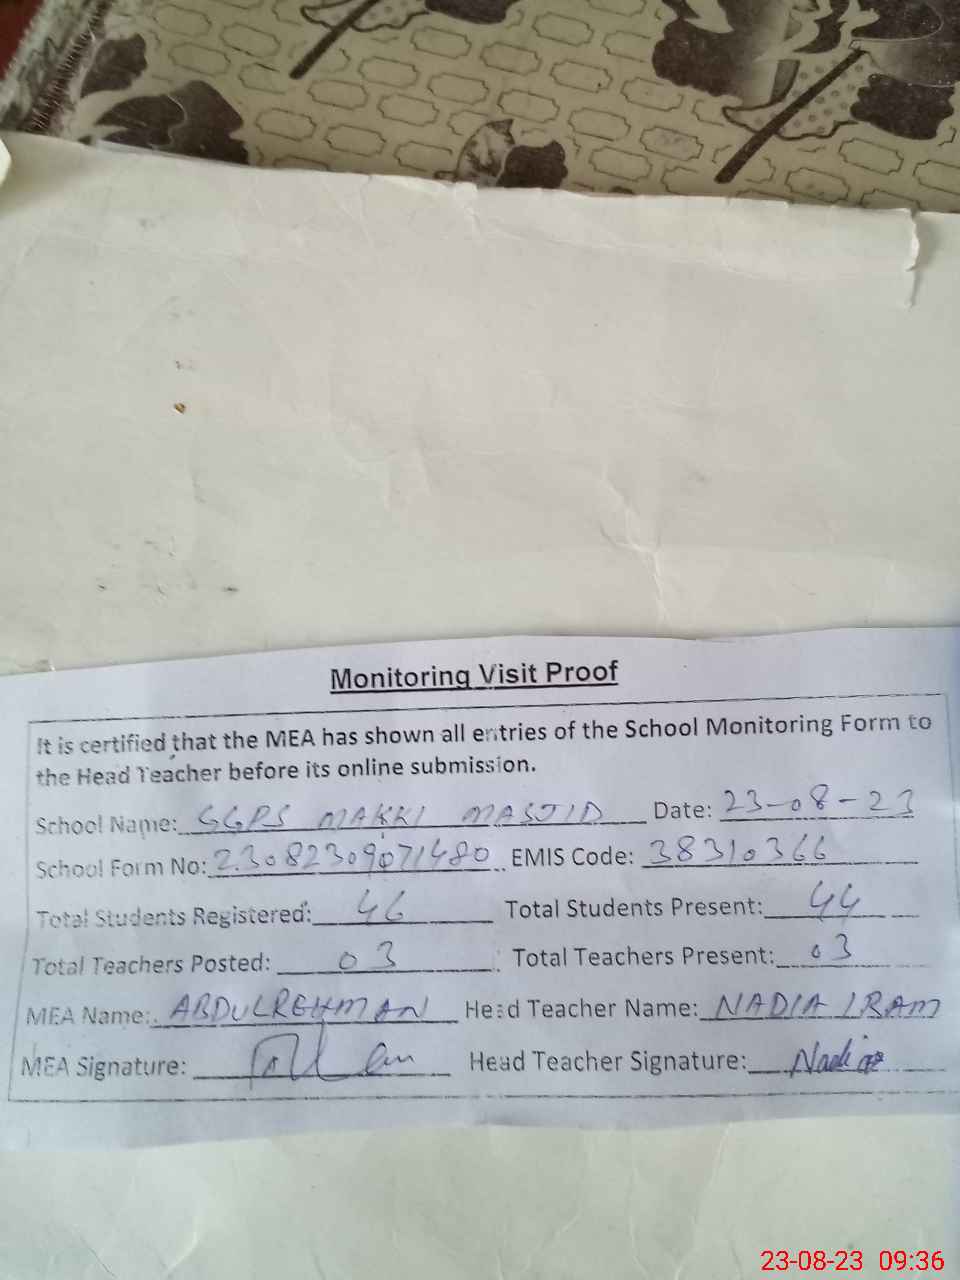 Monitoring Visit Proof
It is certified that the MEA has shown all entries of the School Monitoring Form to
the Head Teacher before its online submission.
School Name: GGPS MAKKI MASJID Date: 23-08-23
School Form No: 23082309071480 EMIS Code: 38310366
Total Students Registered: 46 Total Students Present: 44
Total Teachers Posted: 03 Total Teachers Present: 03
MEA Name: ABDULREHMAN Head Teacher Name: NADIA IRAM
MEA Signature: Head Teacher Signature: Nadia
23-08-23 09:36